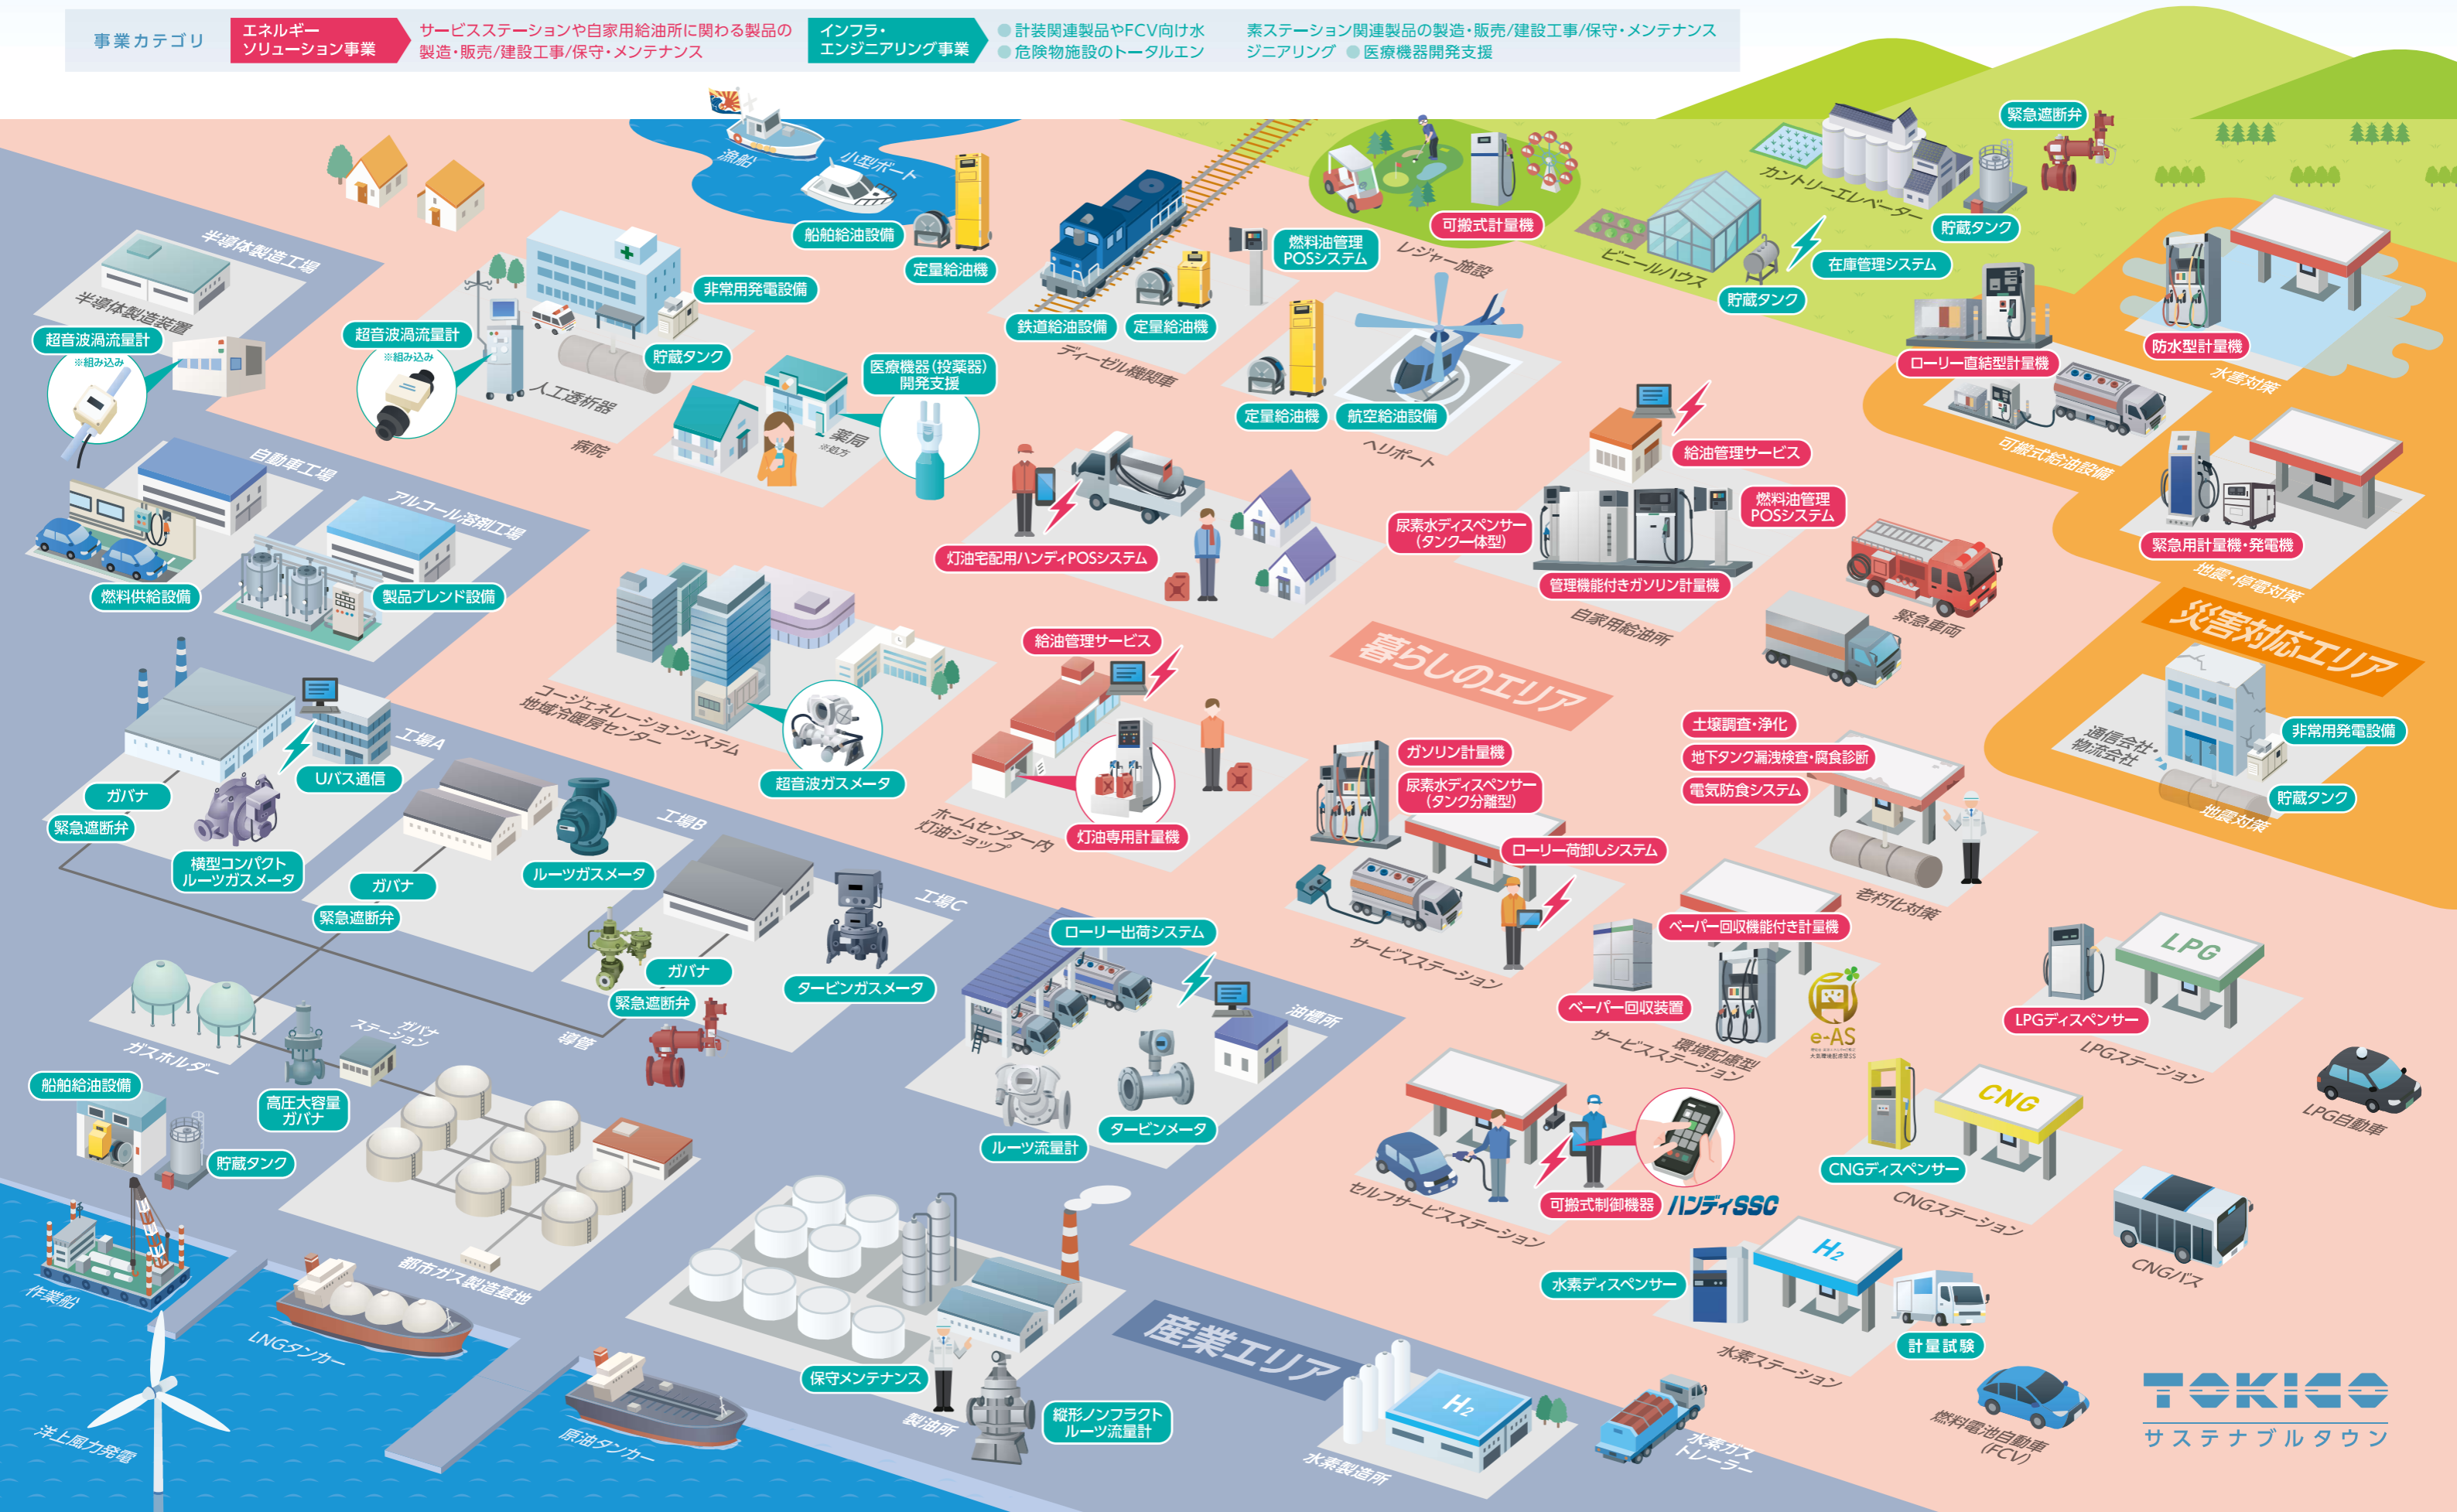 事業カテゴリ
エネルギー
ソリューション事業
サービスステーションや自家用給油所に関わる製品の
製造・販売/建設工事/保守・メンテナンス
インフラ・
エンジニアリング事業
計装関連製品やFCV向け水素ステーション関連製品の製造・販売/建設工事/保守・メンテナンス
危険物施設のトータルエンジニアリング 医療機器開発支援
漁船
小型ボート
船舶給油設備
定量給油機
半導体製造工場
半導体製造装置
超音波渦流量計
※組み込み
超音波渦流量計
※組み込み
非常用発電設備
貯蔵タンク
人工透析器
病院
医療機器(投薬器)
開発支援
薬局
※処方
鉄道給油設備
定量給油機
ディーゼル機関車
燃料油管理
POSシステム
可搬式計量機
レジャー施設
定量給油機
航空給油設備
ヘリポート
カントリーエレベーター
緊急遮断弁
貯蔵タンク
ビニールハウス
在庫管理システム
貯蔵タンク
ローリー直結型計量機
可搬式給油設備
防水型計量機
水害対策
緊急用計量機・発電機
地震・停電対策
災害対応エリア
通信会社・
物流会社
非常用発電設備
貯蔵タンク
地震対策
自動車工場
燃料供給設備
アルコール溶剤工場
製品ブレンド設備
灯油宅配用ハンディPOSシステム
給油管理サービス
尿素水ディスペンサー
(タンク一体型)
燃料油管理
POSシステム
管理機能付きガソリン計量機
自家用給油所
緊急車両
暮らしのエリア
コージェネレーションシステム
地域冷暖房センター
超音波ガスメータ
給油管理サービス
灯油専用計量機
ホームセンター内
灯油ショップ
ガソリン計量機
尿素水ディスペンサー
(タンク分離型)
ローリー荷卸しシステム
サービスステーション
土壌調査・浄化
地下タンク漏洩検査・腐食診断
電気防食システム
老朽化対策
工場A
Uバス通信
ガバナ
緊急遮断弁
横型コンパクト
ルーツガスメータ
工場B
ルーツガスメータ
ガバナ
緊急遮断弁
工場C
ガバナ
緊急遮断弁
タービンガスメータ
導管
ガスホルダー
ガバナ
ステーション
高圧大容量
ガバナ
ローリー出荷システム
油槽所
ルーツ流量計
タービンメータ
ベーパー回収機能付き計量機
ベーパー回収装置
環境配慮型
サービスステーション
e-AS
大気環境配慮型SS
LPG
LPGディスペンサー
LPGステーション
LPG自動車
CNG
CNGディスペンサー
CNGステーション
CNGバス
可搬式制御機器
ハンディSSC
セルフサービスステーション
船舶給油設備
貯蔵タンク
作業船
洋上風力発電
都市ガス製造基地
LNGタンカー
原油タンカー
保守メンテナンス
製油所
縦形ノンフラクト
ルーツ流量計
産業エリア
H2
水素ディスペンサー
計量試験
水素ステーション
H2
水素製造所
水素ガス
トレーラー
燃料電池自動車
(FCV)
TOKICO
サステナブルタウン